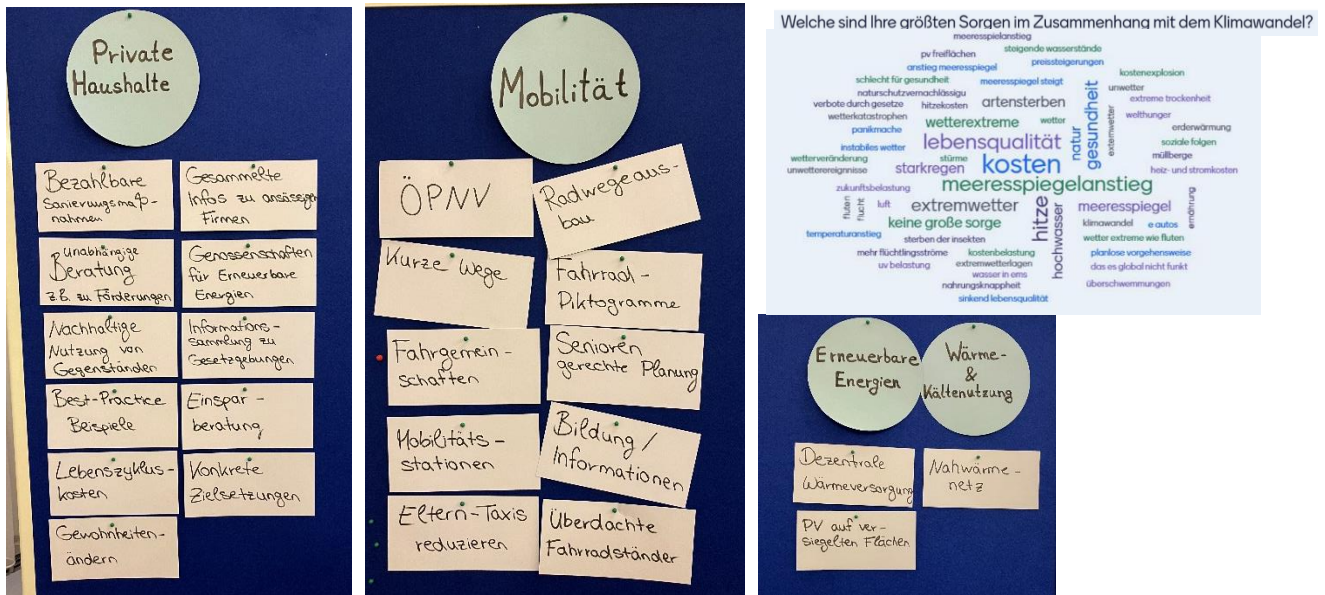 Private
Haushalte
Bezahlbare
Sanierungsmaß-
nahmen
Gesammelte
Infos zu ansässigen
Firmen
Unabhängige
Beratung
z.B. zu Förderungen
Genossenschaften
für Erneuerbare
Energien
Nachhaltige
Nutzung von
Gegenständen
Informations-
sammlung zu
Gesetzgebungen
Best-Practice
Beispiele
Einspar-
beratung
Lebenszyklus-
kosten
Konkrete
Zielsetzungen
Gewohnheiten-
ändern
Mobilität
ÖPNV
Radwegeaus-
bau
Kurze Wege
Fahrrad-
Piktogramme
Fahrgemein-
schaften
Senioren
gerechte Planung
Mobilitäts-
stationen
Bildung /
Informationen
Eltern-Taxis
reduzieren
Überdachte
Fahrradständer
Welche sind Ihre größten Sorgen im Zusammenhang mit dem Klimawandel?
meeresspielanstieg
pv freiflächen
steigende wasserstände
anstieg meeresspiegel
preissteigerungen
schlecht für gesundheit
meeresspiegel steigt
kostenexplosion
naturschutzvernachlässigu
unwetter
verbote durch gesetze
hitzekosten
artensterben
extreme trockenheit
wetterkatastrophen
wetterextreme
wetter
natur
gesundheit
extemwetter
welthunger
panikmache
erderwärmung
instabiles wetter
lebensqualität
soziale folgen
wetterveränderung
stürme
müllberge
unwetterereignisse
starkregen
kosten
heiz- und stromkosten
zukunftsbelastung
meeresspiegelanstieg
fluten
flucht
luft
extremwetter
hitze
hochwasser
meeresspiegel
ernährung
keine große sorge
klimawandel
e autos
temperaturanstieg
sterben der insekten
wetter extreme wie fluten
mehr flüchtlingsströme
kostenbelastung
planlose vorgehensweise
uv belastung
extremwetterlagen
das es global nicht funkt
wasser in ems
nahrungsknappheit
überschwemmungen
sinkend lebensqualität
Erneuerbare
Energien
Wärme-
&
Kältenutzung
Dezentrale
Wärmeversorgung
Nahwärme-
netz
PV auf ver-
siegelten Flächen